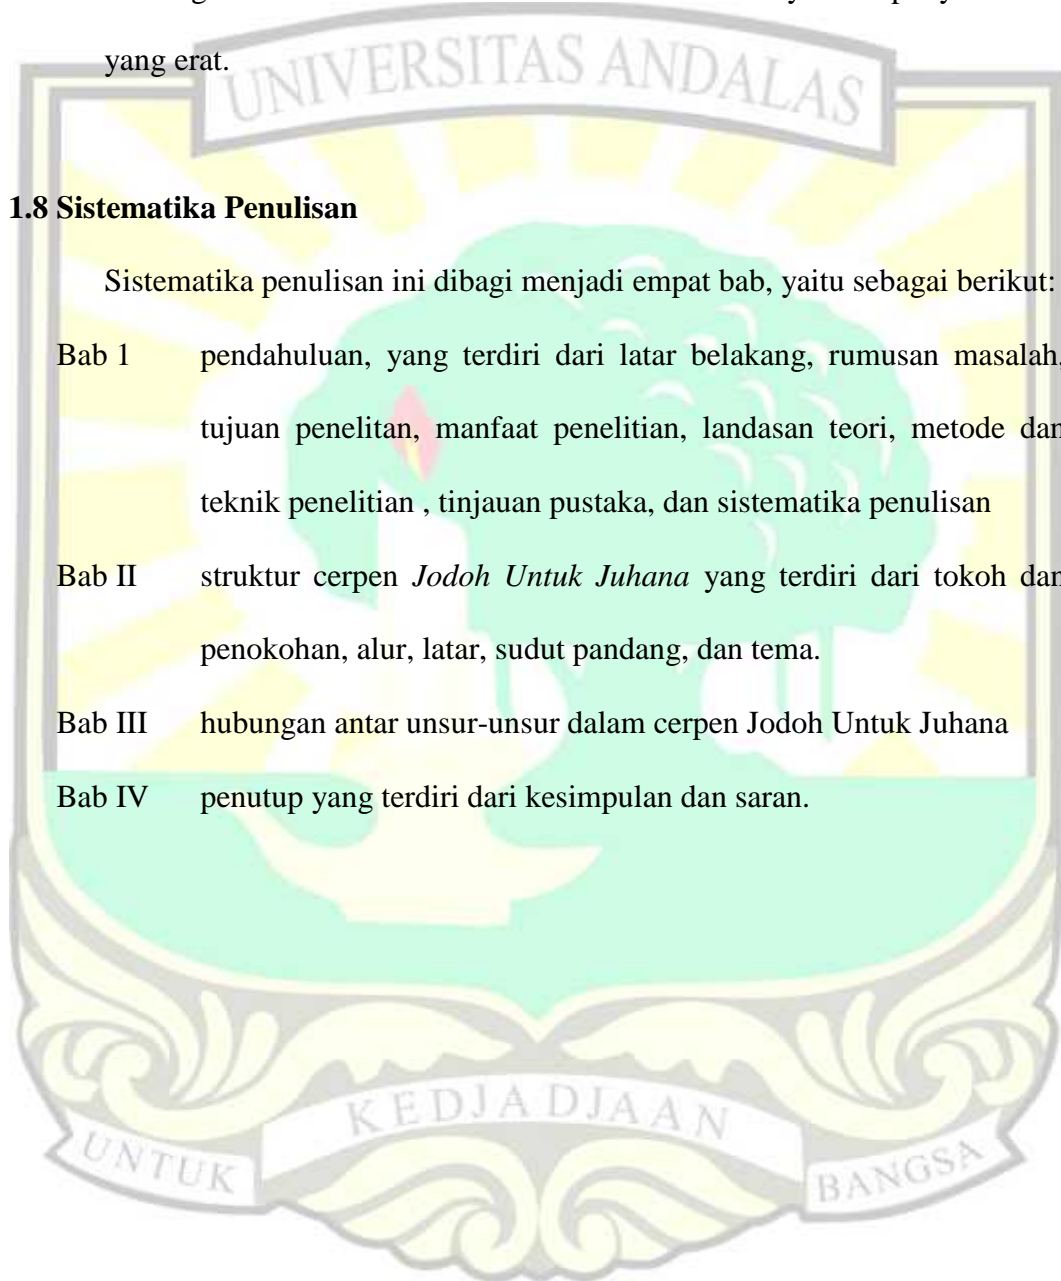 yang erat.
UNIVERSITAS ANDALAS
1.8 Sistematika Penulisan
Sistematika penulisan ini dibagi menjadi empat bab, yaitu sebagai berikut:
Bab 1 pendahuluan, yang terdiri dari latar belakang, rumusan masalah,
tujuan penelitan, manfaat penelitian, landasan teori, metode dan
teknik penelitian , tinjauan pustaka, dan sistematika penulisan
Bab II struktur cerpen Jodoh Untuk Juhana yang terdiri dari tokoh dan
penokohan, alur, latar, sudut pandang, dan tema.
Bab III hubungan antar unsur-unsur dalam cerpen Jodoh Untuk Juhana
Bab IV penutup yang terdiri dari kesimpulan dan saran.
UNTUK KEDJADJAAN BANGSA